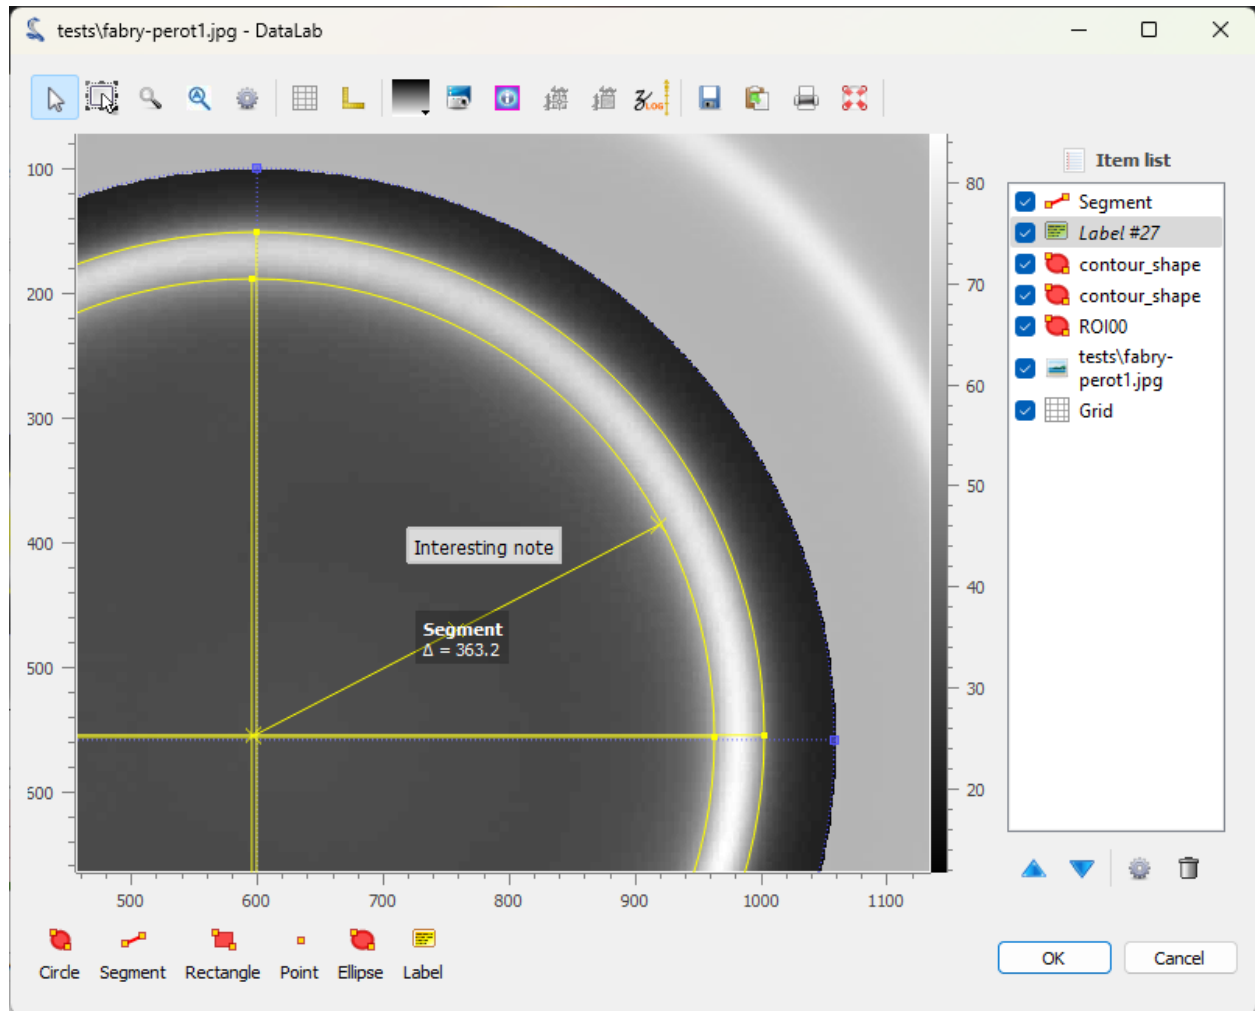 tests\fabry-perot1.jpg - DataLab
LOG
Item list
Segment
Label #27
contour_shape
contour_shape
ROI00
tests\fabry-
perot1.jpg
Grid
100
200
300
400
500
500
80
70
60
50
40
30
20
Interesting note
Segment
Δ = 363.2
500 600 700 800 900 1000 1100
Circle Segment Rectangle Point Ellipse Label
OK Cancel